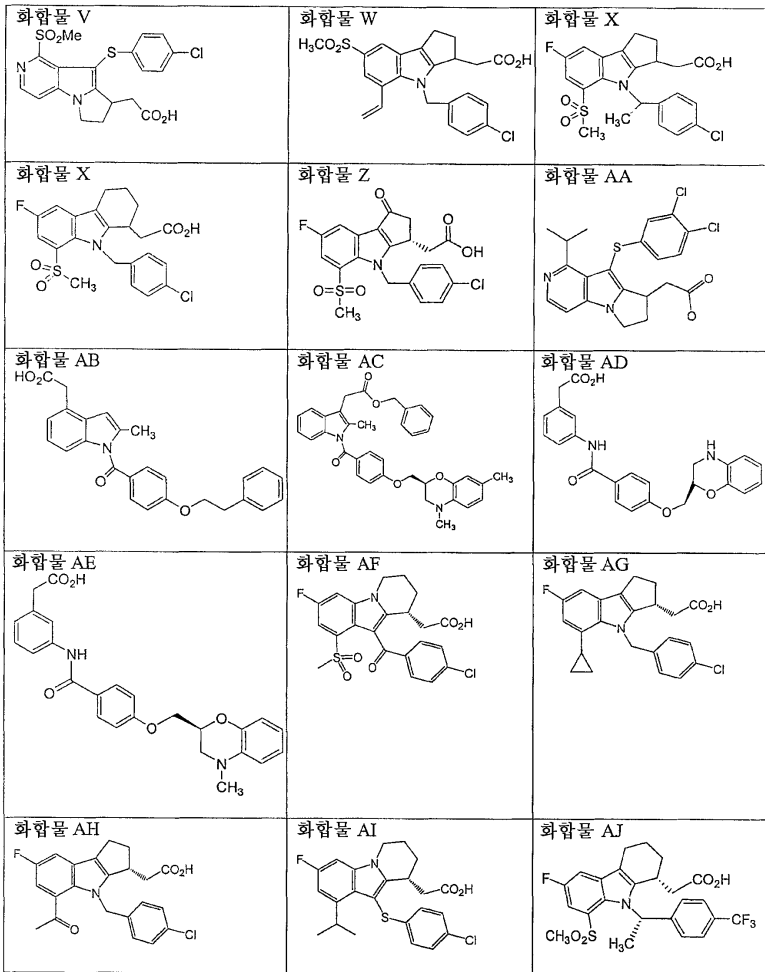 화합물 V
SO2Me
S
Cl
N
N
CO2H
화합물 W
H3CO2S
CO2H
N
Cl
화합물 X
F
CO2H
N
O
S
O
H3C
CH3
Cl
화합물 X
F
CO2H
N
O
S
O
CH3
Cl
화합물 Z
O
F
O
OH
N
O
S
O
CH3
Cl
화합물 AA
Cl
Cl
S
N
N
O
O
화합물 AB
HO2C
CH3
N
O
O
화합물 AC
O
O
CH3
N
O
O
O
CH3
N
CH3
화합물 AD
CO2H
NH
O
O
H
N
O
화합물 AE
CO2H
NH
O
O
O
N
CH3
화합물 AF
N
F
CO2H
S
O
O
O
Cl
화합물 AG
F
CO2H
N
Cl
화합물 AH
F
CO2H
N
O
Cl
화합물 AI
N
F
CO2H
S
Cl
화합물 AJ
F
CO2H
N
CH3O2S
H3C
CF3